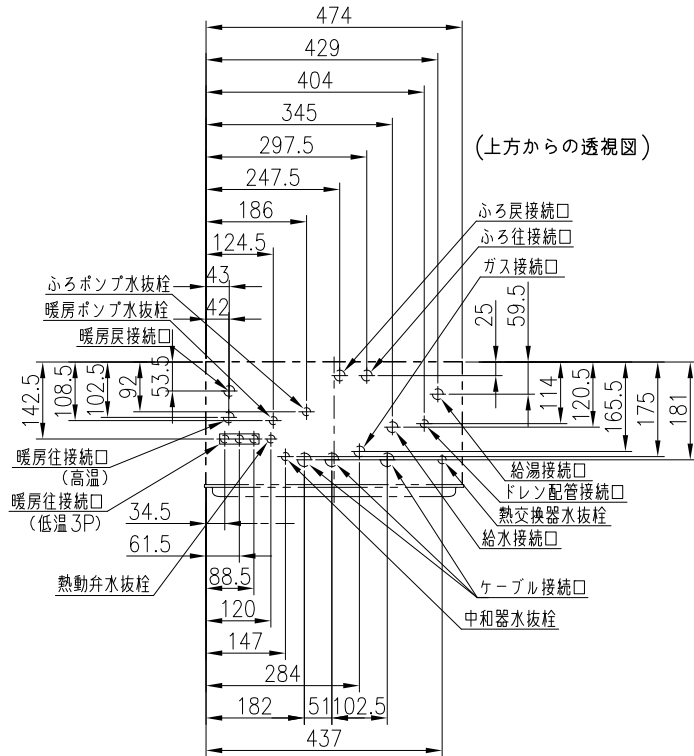 474
429
404
345
(上方からの透視図)
297.5
247.5
ふろ戻接続口
186
ふろ往接続口
124.5
ガス接続口
ふろポンプ水抜栓
43
暖房ポンプ水抜栓
42
暖房戻接続口
25
59.5
142.5
108.5
102.5
92
53.5
114
120.5
165.5
175
181
暖房往接続口
(高温)
給湯接続口
暖房往接続口
(低温3P)
ドレン配管接続口
熱交換器水抜栓
34.5
給水接続口
61.5
熱動弁水抜栓
88.5
ケーブル接続口
120
中和器水抜栓
147
284
182
51
102.5
437